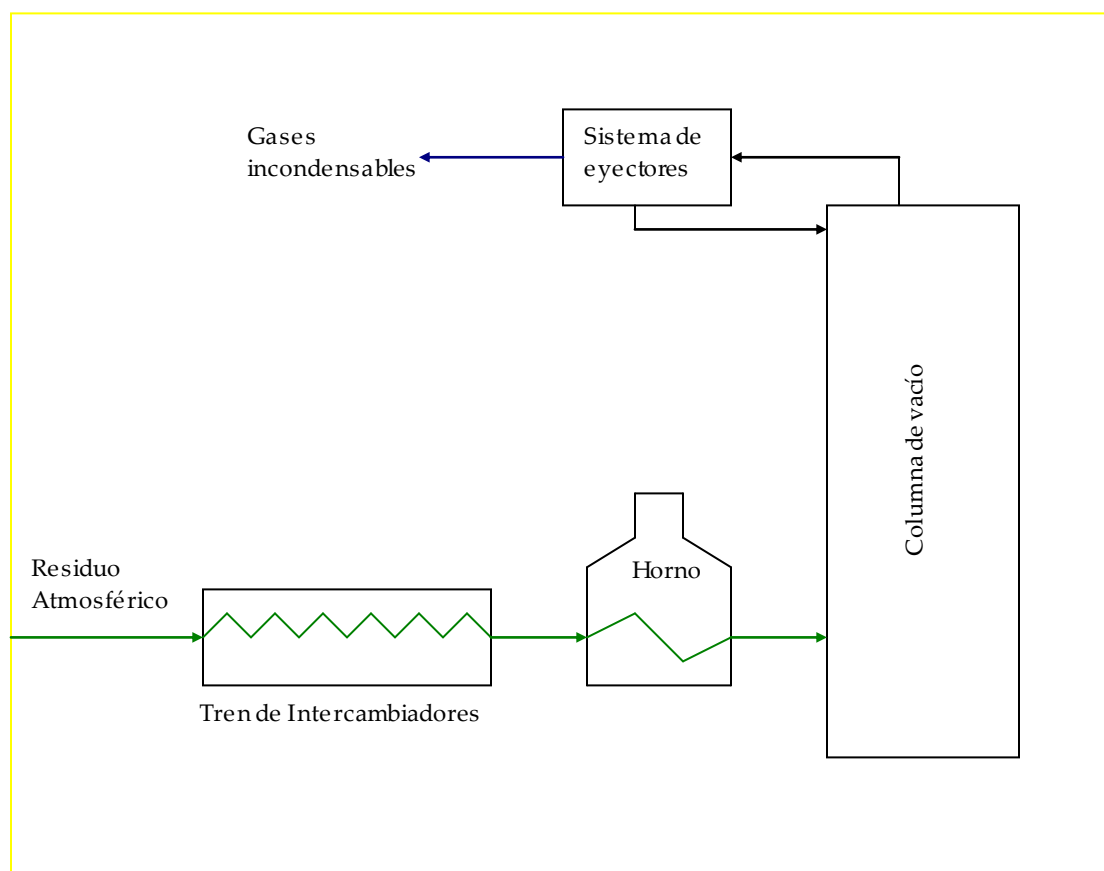 Gases
incondensables
Sistema de
eyectores
Columna de vacío
Horno
Residuo
Atmosférico
Tren de Intercambiadores